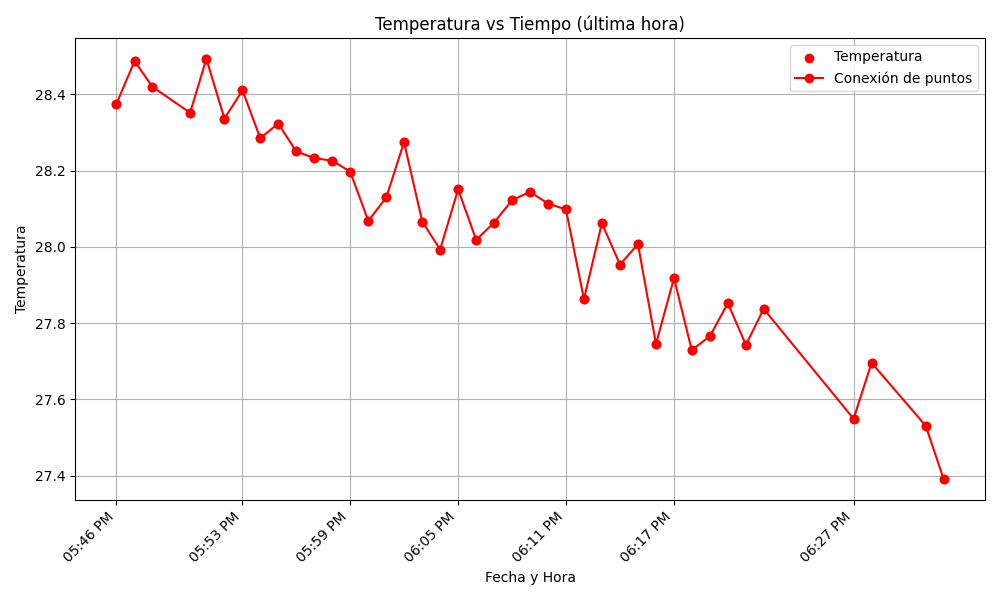 Temperatura vs Tiempo (última hora)
Temperatura
Conexión de puntos
Temperatura
28.4
28.2
28.0
27.8
27.6
27.4
05:46 PM
05:53 PM
05:59 PM
06:05 PM
06:11 PM
06:17 PM
06:27 PM
Fecha y Hora